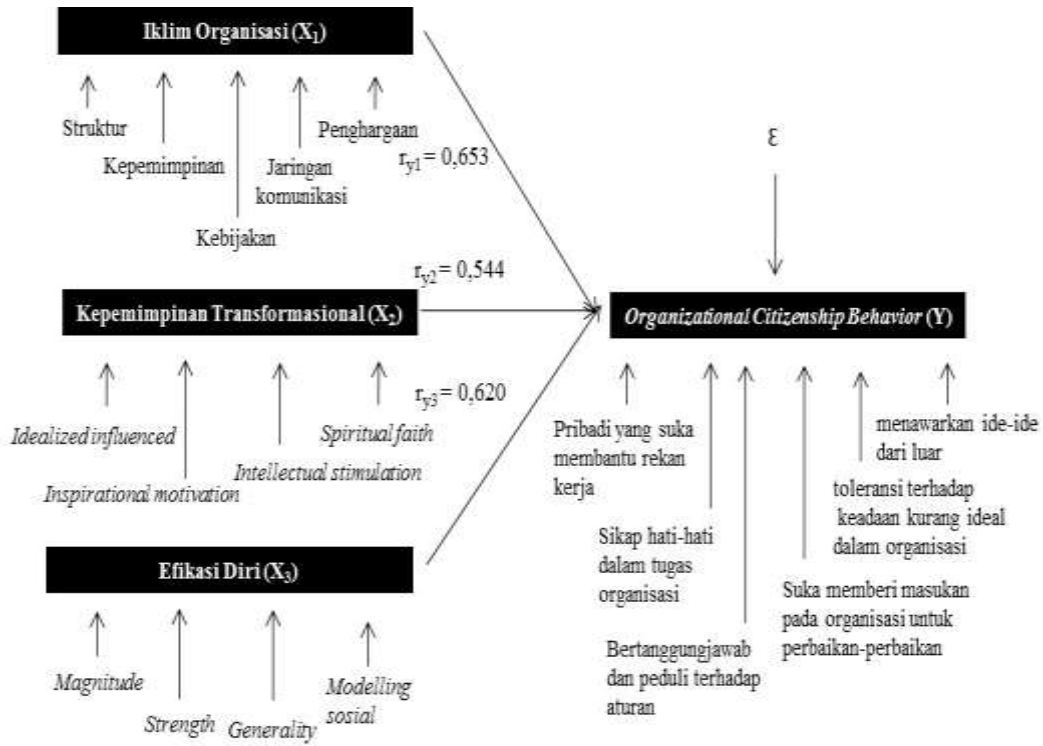 Iklim Organisasi (X₁)
Struktur
Kepemimpinan
Kebijakan
Jaringan
komunikasi
Penghargaan
r_y1 = 0,653
Kepemimpinan Transformasional (X₂)
r_y2 = 0,544
Idealized influenced
Inspirational motivation
Intellectual stimulation
Spiritual faith
r_y3 = 0,620
Efikasi Diri (X₃)
Magnitude
Strength
Generality
Modelling
sosial
ε
Organizational Citizenship Behavior (Y)
Pribadi yang suka
membantu rekan
kerja
Sikap hati-hati
dalam tugas
organisasi
Bertanggungjawab
dan peduli terhadap
aturan
Suka memberi masukan
pada organisasi untuk
perbaikan-perbaikan
toleransi terhadap
keadaan kurang ideal
dalam organisasi
menawarkan ide-ide
dari luar